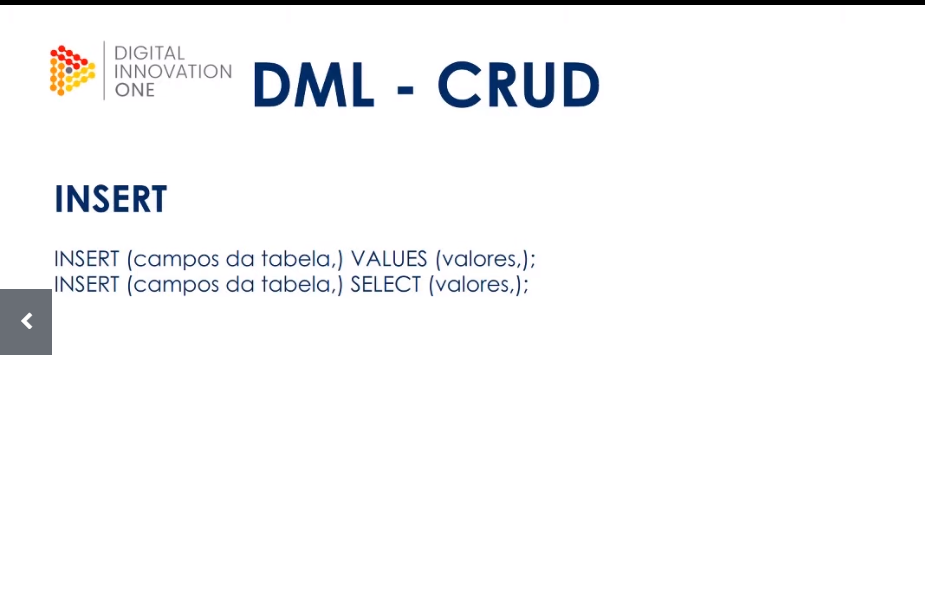 DIGITAL
INNOVATION
ONE
DML - CRUD
INSERT
INSERT (campos da tabela,) VALUES (valores,);
INSERT (campos da tabela,) SELECT (valores,);